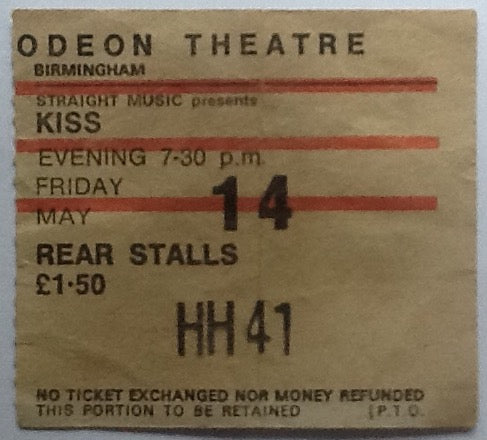 ODEON THEATRE
BIRMINGHAM
STRAIGHT MUSIC presents
KISS
EVENING 7-30 p.m.
FRIDAY
MAY 14
REAR STALLS
£1·50
HH 41
NO TICKET EXCHANGED NOR MONEY REFUNDED
THIS PORTION TO BE RETAINED [P.T.O.